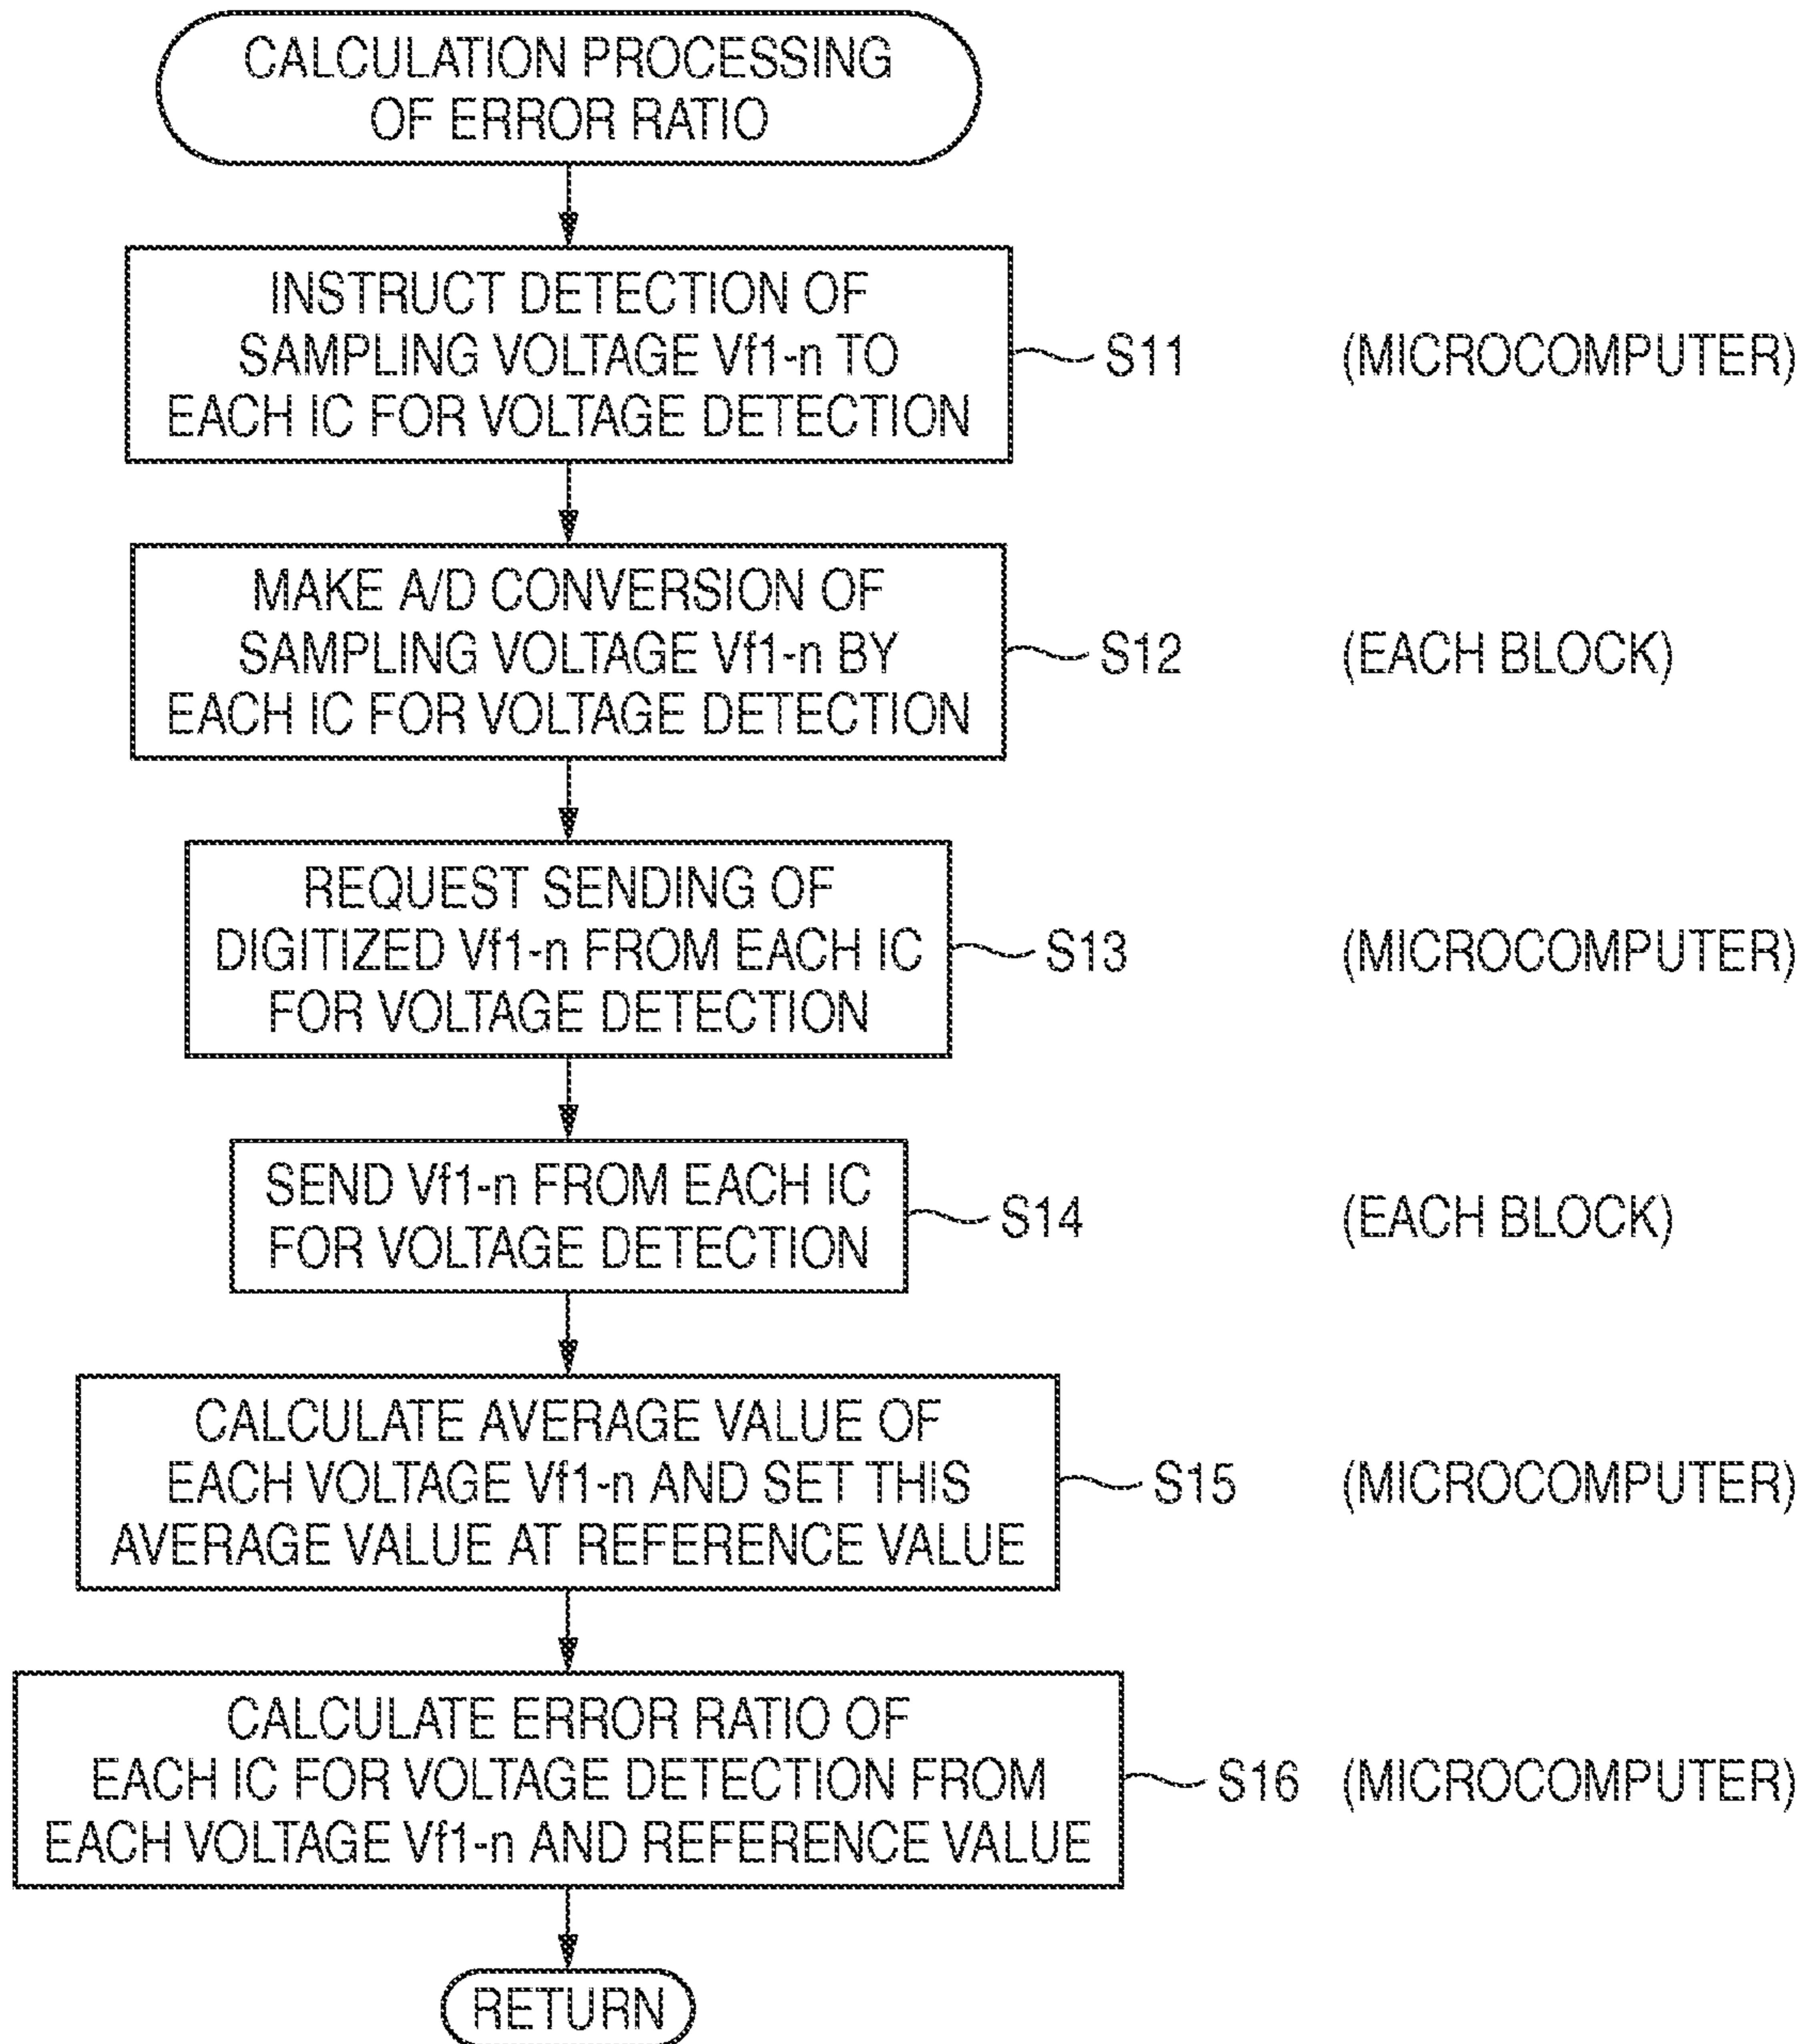 CALCULATION PROCESSING
OF ERROR RATIO
INSTRUCT DETECTION OF
SAMPLING VOLTAGE Vf1-n TO
EACH IC FOR VOLTAGE DETECTION
S11
(MICROCOMPUTER)
MAKE A/D CONVERSION OF
SAMPLING VOLTAGE Vf1-n BY
EACH IC FOR VOLTAGE DETECTION
S12
(EACH BLOCK)
REQUEST SENDING OF
DIGITIZED Vf1-n FROM EACH IC
FOR VOLTAGE DETECTION
S13
(MICROCOMPUTER)
SEND Vf1-n FROM EACH IC
FOR VOLTAGE DETECTION
S14
(EACH BLOCK)
CALCULATE AVERAGE VALUE OF
EACH VOLTAGE Vf1-n AND SET THIS
AVERAGE VALUE AT REFERENCE VALUE
S15
(MICROCOMPUTER)
CALCULATE ERROR RATIO OF
EACH IC FOR VOLTAGE DETECTION FROM
EACH VOLTAGE Vf1-n AND REFERENCE VALUE
S16
(MICROCOMPUTER)
RETURN